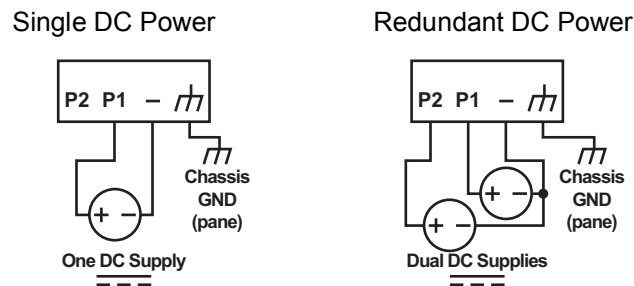 Single DC Power
P2 P1 –
Chassis
GND
(pane)
+ –
One DC Supply
Redundant DC Power
P2 P1 –
Chassis
GND
(pane)
+ –
+ –
Dual DC Supplies